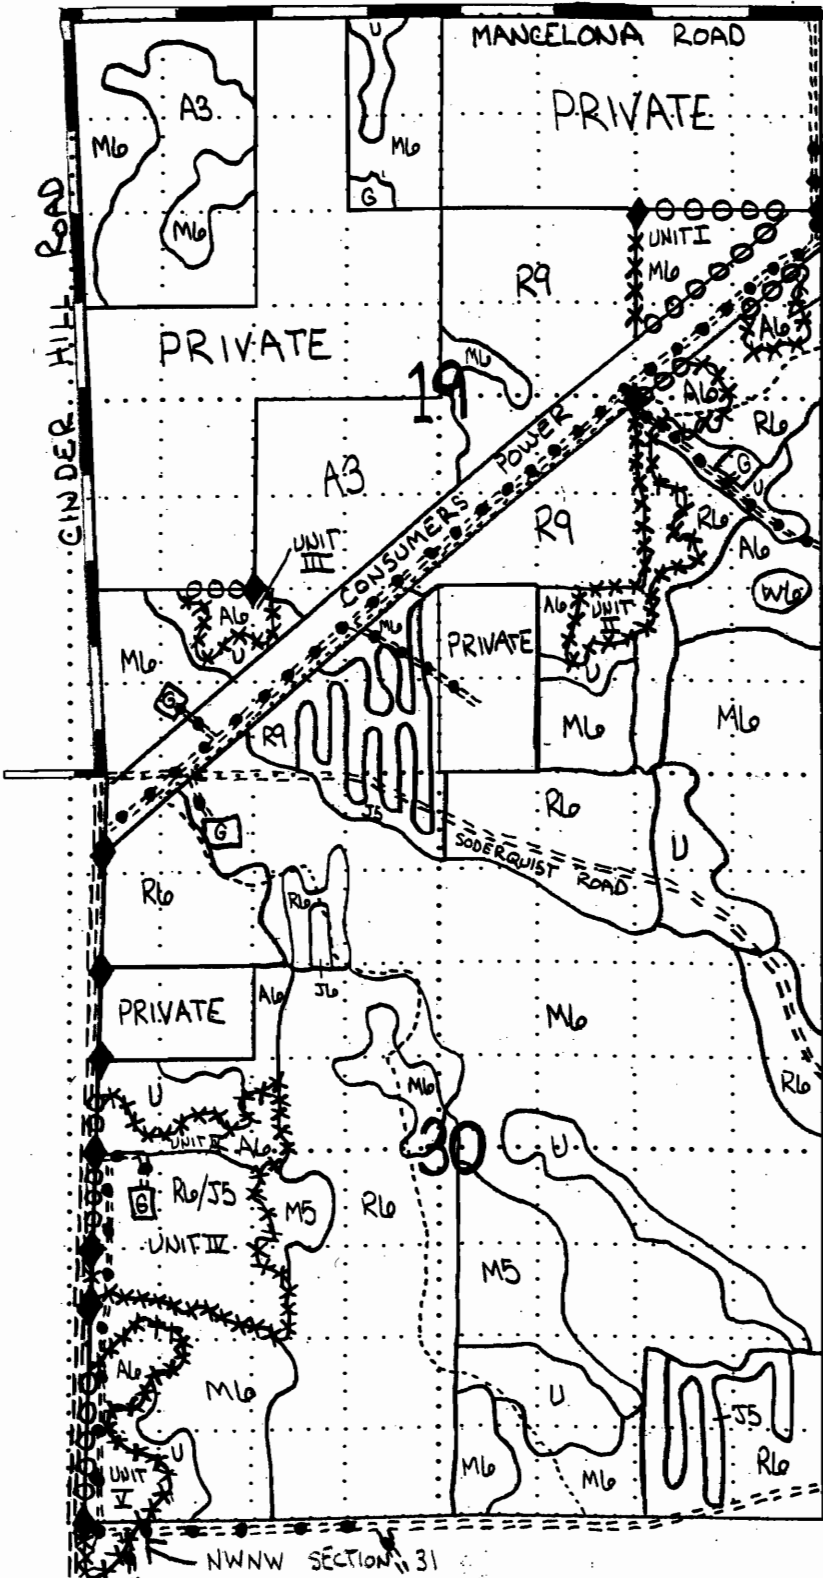 MANCELONA ROAD
U
A3
PRIVATE
M6
M6
G
M6
CINDER HILL ROAD
UNIT I
M6
R9
PRIVATE
A6
M6
19
A6
R6
CONSUMERS POWER
A3
G
U
R9
R6
A6
UNIT
III
W6
A6
A6
UNIT
M6
PRIVATE
M6
U
U
G
M6
M6
R9
R6
J5
G
U
SODERQUIST ROAD
R6
R6
PRIVATE
A6
J6
M6
M6
R6
U
UNIT
A6
30
U
G
R6/J5
M5
R6
UNIT IV
M5
A6
M6
U
J5
U
R6
UNIT
V
M6
M6
NWNW SECTION 31